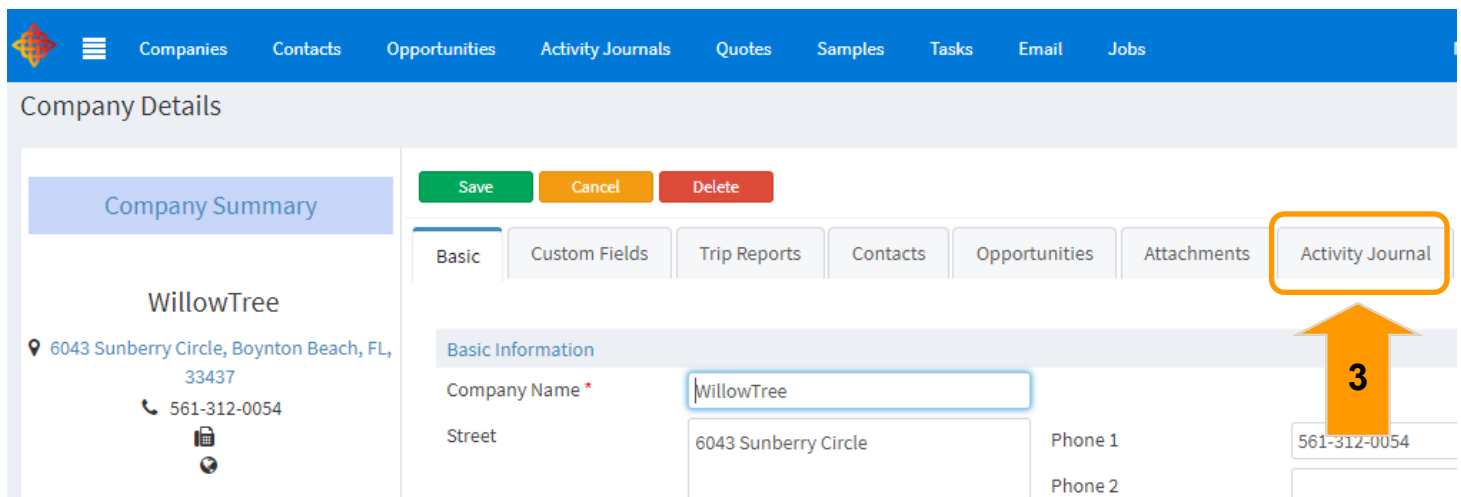 Companies Contacts Opportunities Activity Journals Quotes Samples Tasks Email Jobs
Company Details
Company Summary
WillowTree
6043 Sunberry Circle, Boynton Beach, FL,
33437
561-312-0054
Save Cancel Delete
Basic Custom Fields Trip Reports Contacts Opportunities Attachments Activity Journal
3
Basic Information
Company Name * WillowTree
Street 6043 Sunberry Circle
Phone 1 561-312-0054
Phone 2